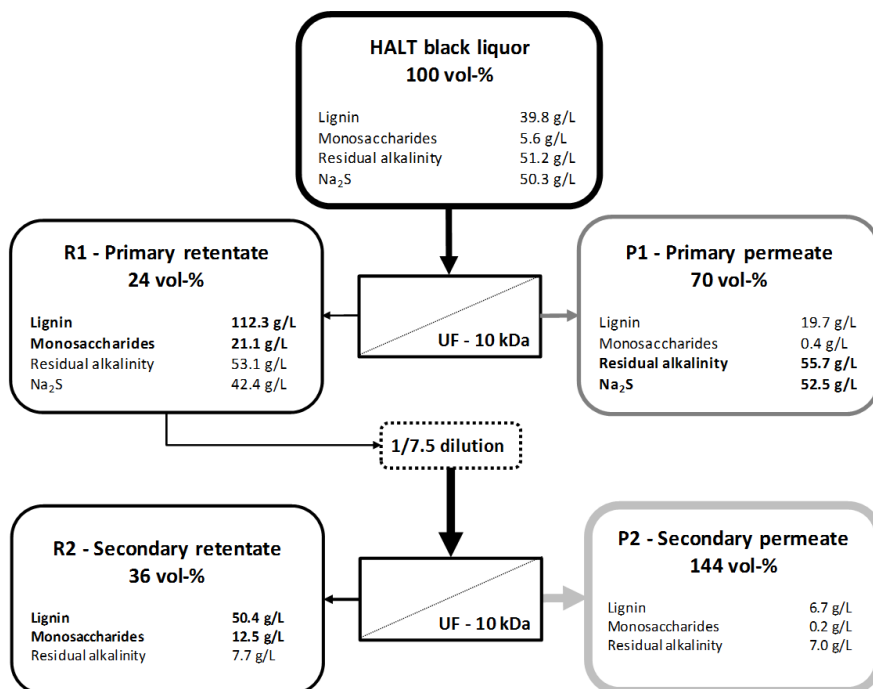 HALT black liquor
100 vol-%
Lignin 39.8 g/L
Monosaccharides 5.6 g/L
Residual alkalinity 51.2 g/L
Na₂S 50.3 g/L
R1 - Primary retentate
24 vol-%
Lignin 112.3 g/L
Monosaccharides 21.1 g/L
Residual alkalinity 53.1 g/L
Na₂S 42.4 g/L
UF - 10 kDa
P1 - Primary permeate
70 vol-%
Lignin 19.7 g/L
Monosaccharides 0.4 g/L
Residual alkalinity 55.7 g/L
Na₂S 52.5 g/L
1/7.5 dilution
R2 - Secondary retentate
36 vol-%
Lignin 50.4 g/L
Monosaccharides 12.5 g/L
Residual alkalinity 7.7 g/L
UF - 10 kDa
P2 - Secondary permeate
144 vol-%
Lignin 6.7 g/L
Monosaccharides 0.2 g/L
Residual alkalinity 7.0 g/L